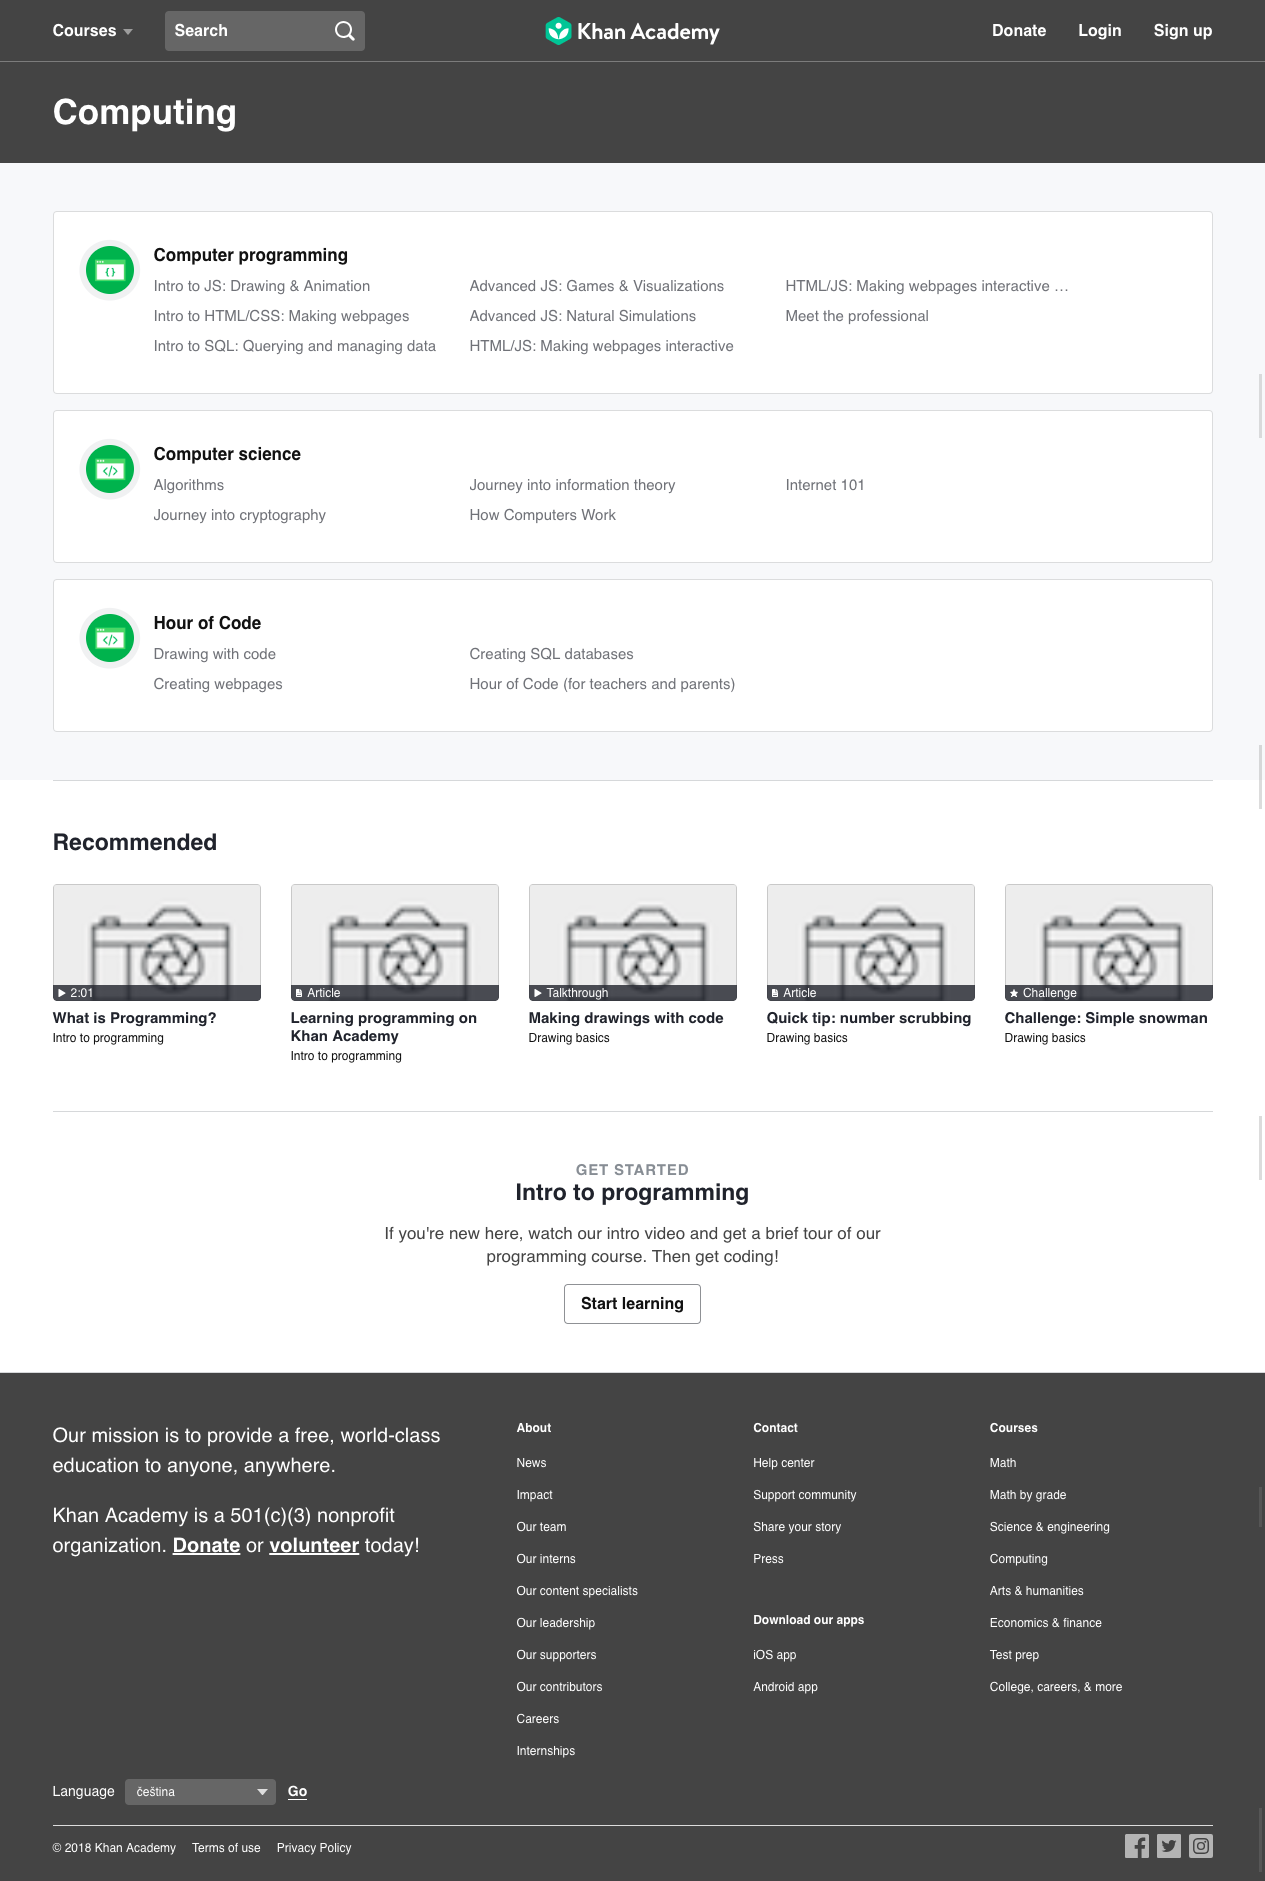 Courses
Search
Khan Academy
Donate
Login
Sign up
Computing
Computer programming
Intro to JS: Drawing & Animation
Advanced JS: Games & Visualizations
HTML/JS: Making webpages interactive …
Intro to HTML/CSS: Making webpages
Advanced JS: Natural Simulations
Meet the professional
Intro to SQL: Querying and managing data
HTML/JS: Making webpages interactive
Computer science
Algorithms
Journey into information theory
Internet 101
Journey into cryptography
How Computers Work
Hour of Code
Drawing with code
Creating SQL databases
Creating webpages
Hour of Code (for teachers and parents)
Recommended
2:01
What is Programming?
Intro to programming
Article
Learning programming on
Khan Academy
Intro to programming
Talkthrough
Making drawings with code
Drawing basics
Article
Quick tip: number scrubbing
Drawing basics
Challenge
Challenge: Simple snowman
Drawing basics
GET STARTED
Intro to programming
If you're new here, watch our intro video and get a brief tour of our
programming course. Then get coding!
Start learning
Our mission is to provide a free, world-class
education to anyone, anywhere.
Khan Academy is a 501(c)(3) nonprofit
organization. Donate or volunteer today!
About
News
Impact
Our team
Our interns
Our content specialists
Our leadership
Our supporters
Our contributors
Careers
Internships
Contact
Help center
Support community
Share your story
Press
Download our apps
iOS app
Android app
Courses
Math
Math by grade
Science & engineering
Computing
Arts & humanities
Economics & finance
Test prep
College, careers, & more
Language
čeština
Go
© 2018 Khan Academy
Terms of use
Privacy Policy